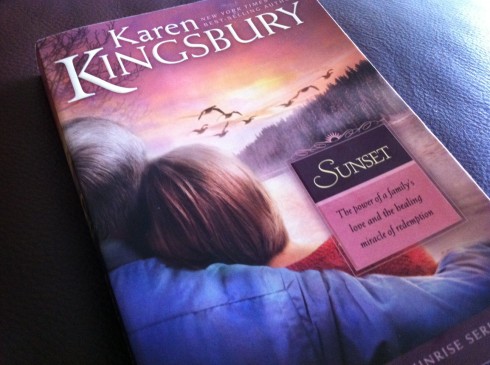 Karen
NEW YORK TIMES
BEST-SELLING AUTHOR
KINGSBURY
SUNSET
The power of a family's
love and the healing
miracle of redemption
SUNRISE